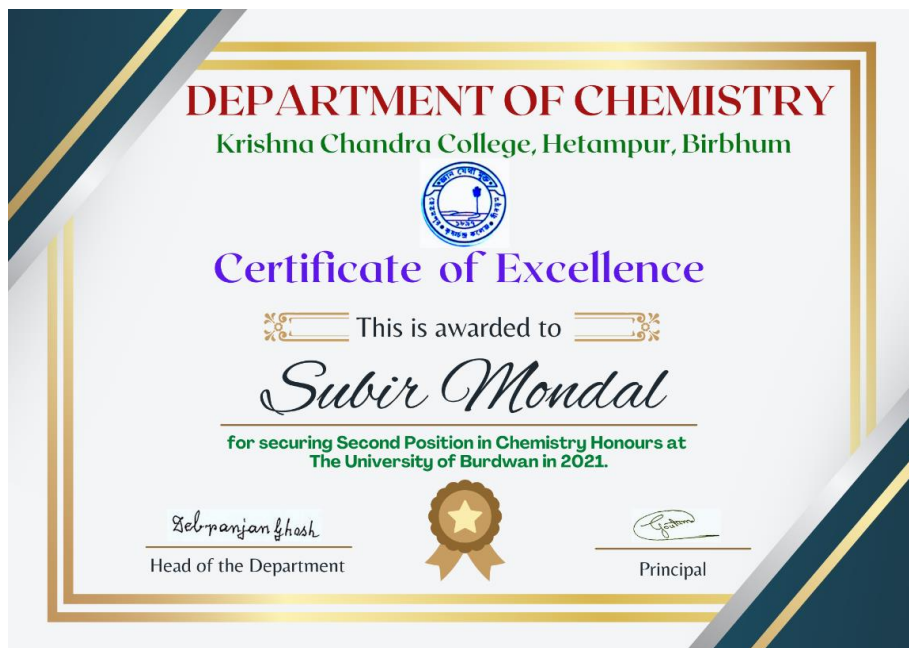 DEPARTMENT OF CHEMISTRY
Krishna Chandra College, Hetampur, Birbhum
১৮৯৭
Certificate of Excellence
This is awarded to
Subir Mondal
for securing Second Position in Chemistry Honours at
The University of Burdwan in 2021.
Debranjan Ghosh
Goutam
Head of the Department
Principal